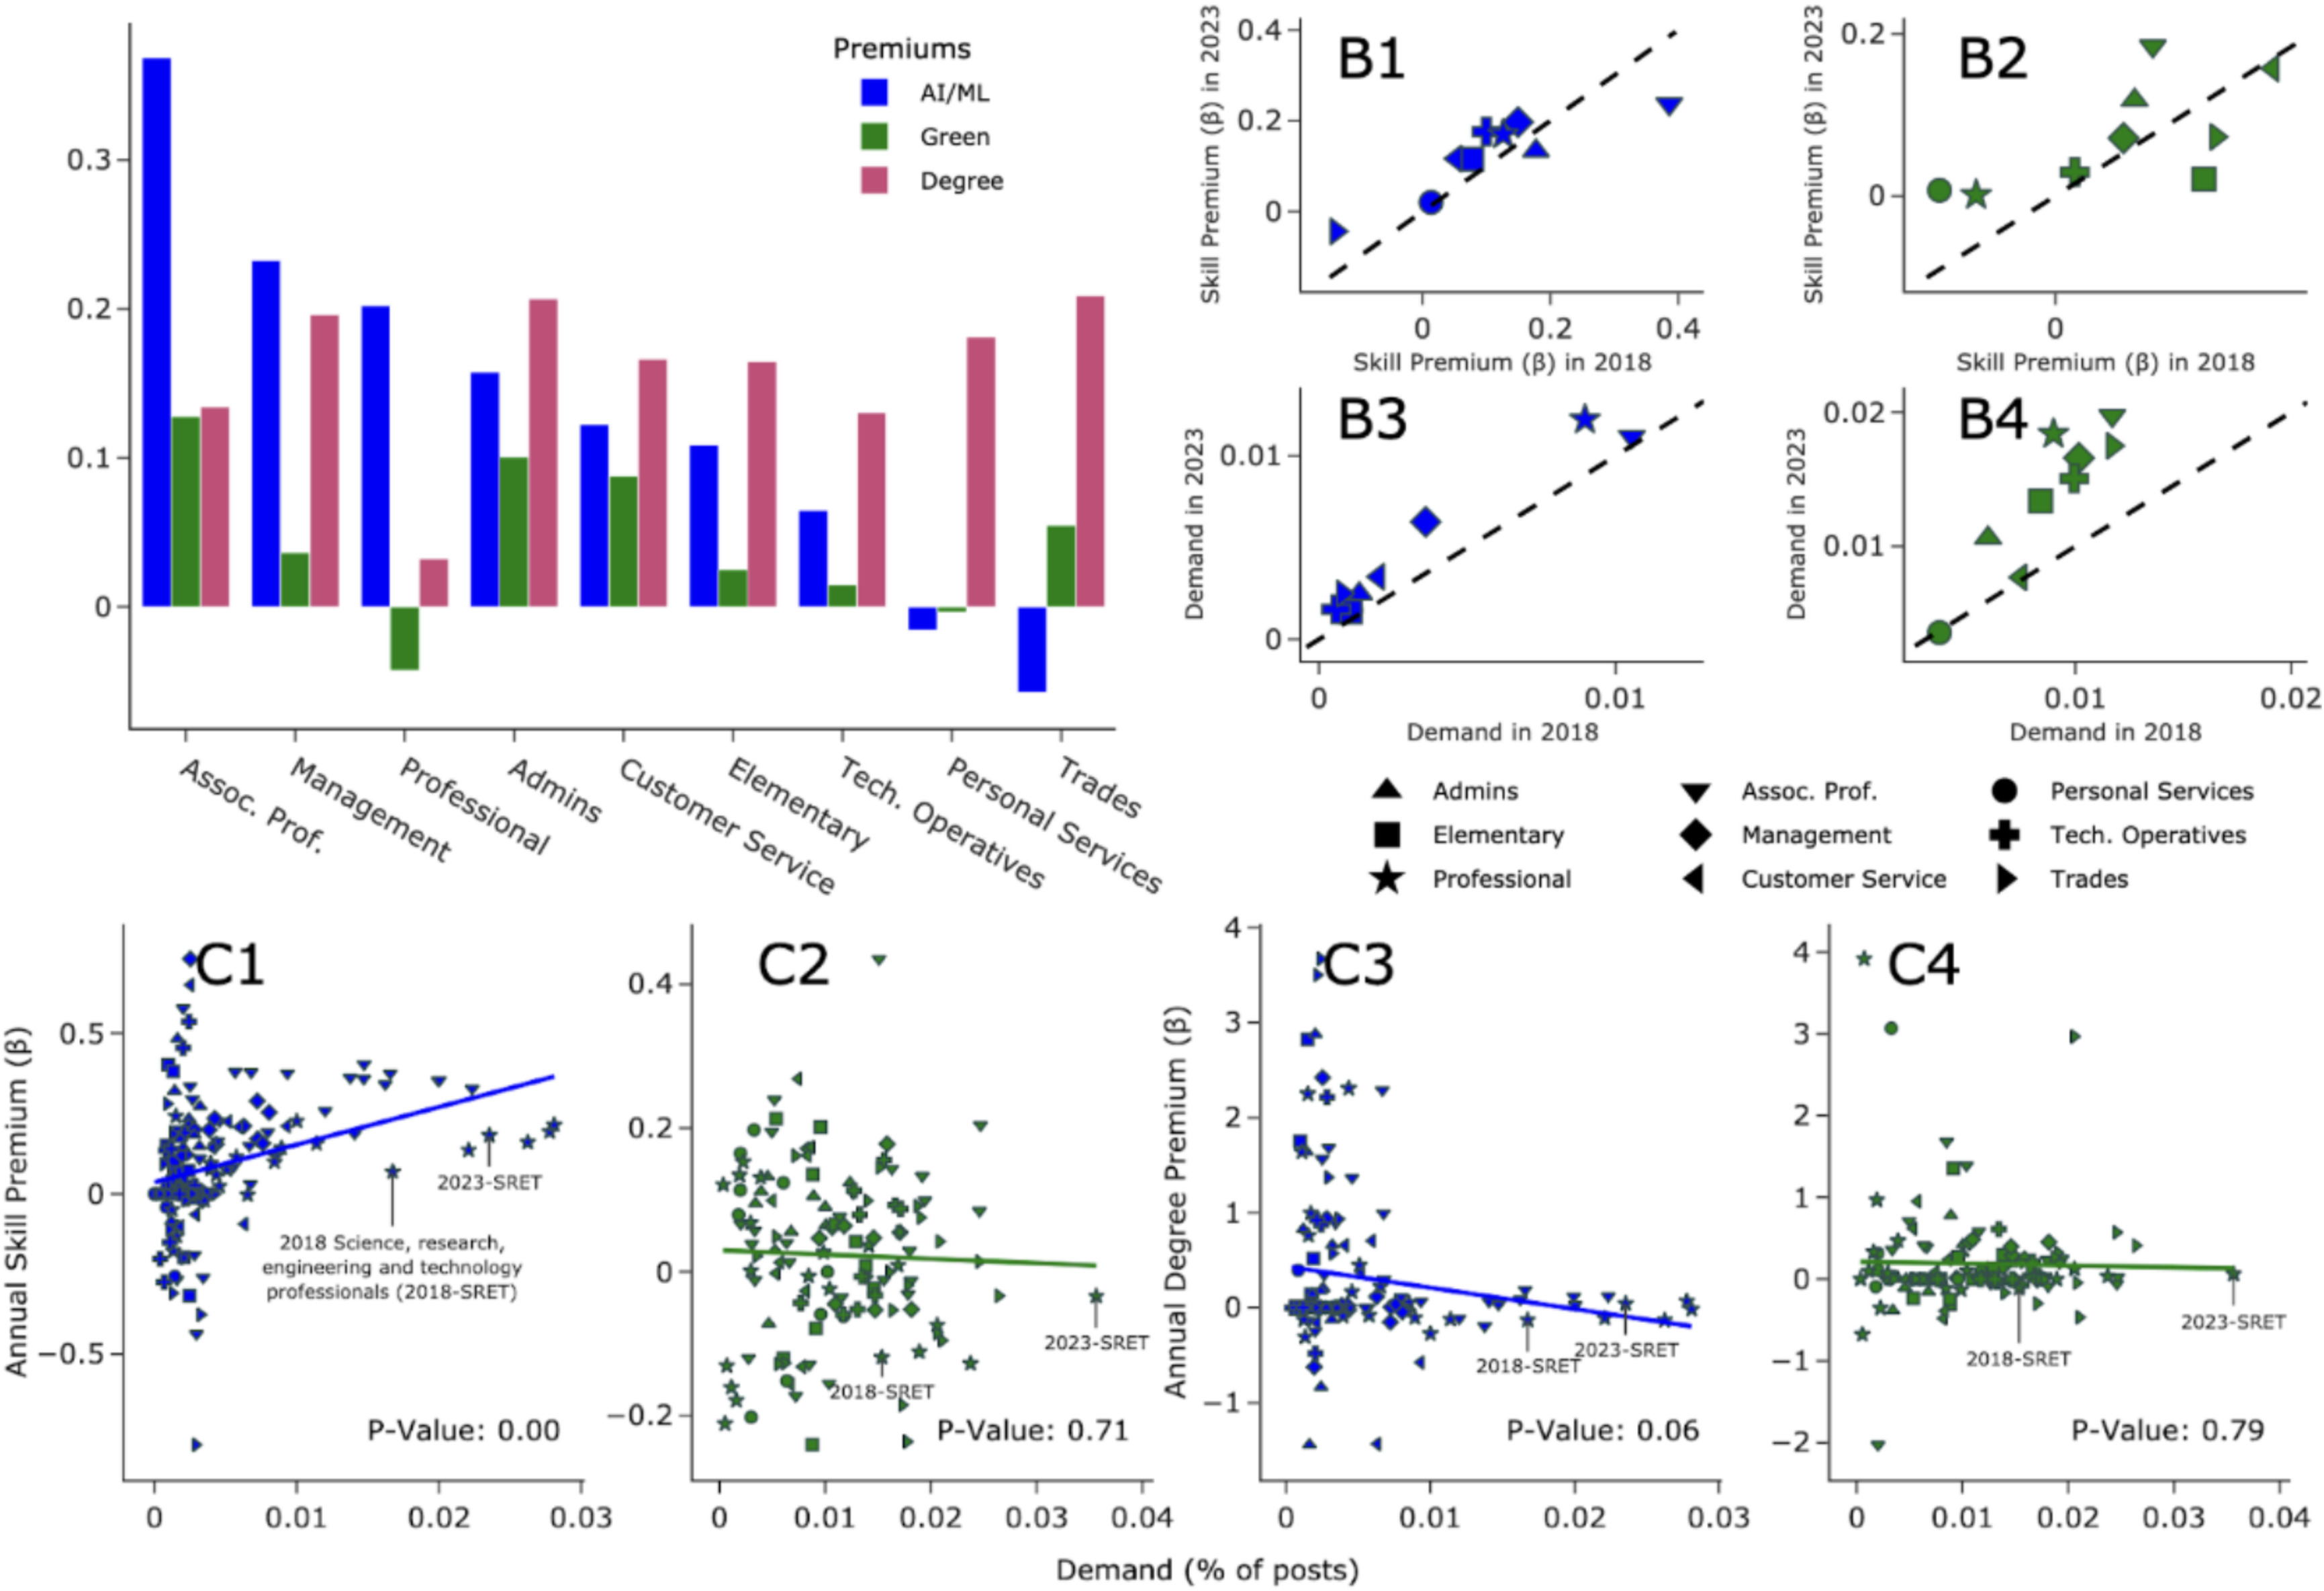 Premiums
AI/ML
Green
Degree
0.3
0.2
0.1
0
Assoc. Prof.
Management
Professional
Admins
Customer Service
Elementary
Tech. Operatives
Personal Services
Trades
B1
Skill Premium (β) in 2023
0.4
0.2
0
0
0.2
0.4
Skill Premium (β) in 2018
B2
Skill Premium (β) in 2023
0.2
0
0
Skill Premium (β) in 2018
B3
Demand in 2023
0.01
0
0
0.01
Demand in 2018
B4
Demand in 2023
0.02
0.01
0.01
0.02
Demand in 2018
Admins
Assoc. Prof.
Personal Services
Elementary
Management
Tech. Operatives
Professional
Customer Service
Trades
C1
Annual Skill Premium (β)
0.5
0
−0.5
2023-SRET
2018 Science, research,
engineering and technology
professionals (2018-SRET)
P-Value: 0.00
0
0.01
0.02
0.03
C2
0.4
0.2
0
−0.2
2023-SRET
2018-SRET
P-Value: 0.71
0
0.01
0.02
0.03
0.04
C3
Annual Degree Premium (β)
4
3
2
1
0
−1
2018-SRET
2023-SRET
P-Value: 0.06
0
0.01
0.02
0.03
C4
4
3
2
1
0
−1
−2
2023-SRET
2018-SRET
P-Value: 0.79
0
0.01
0.02
0.03
0.04
Demand (% of posts)